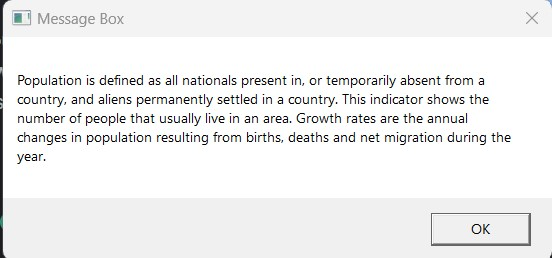 Message Box
Population is defined as all nationals present in, or temporarily absent from a
country, and aliens permanently settled in a country. This indicator shows the
number of people that usually live in an area. Growth rates are the annual
changes in population resulting from births, deaths and net migration during the
year.
OK